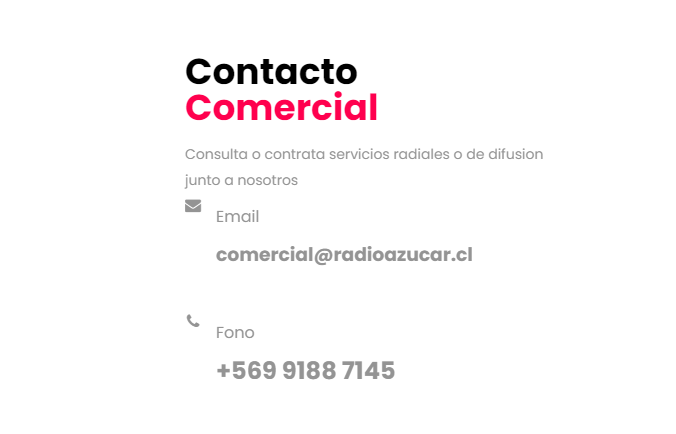 Contacto
Comercial
Consulta o contrata servicios radiales o de difusion
junto a nosotros
Email
comercial@radioazucar.cl
Fono
+569 9188 7145